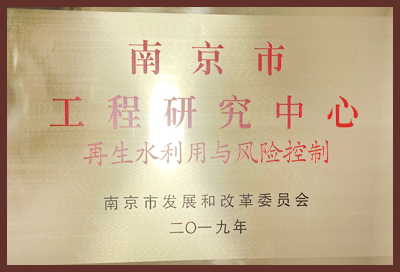 南京市
工程研究中心
再生水利用与风险控制
南京市发展和改革委员会
二〇一九年